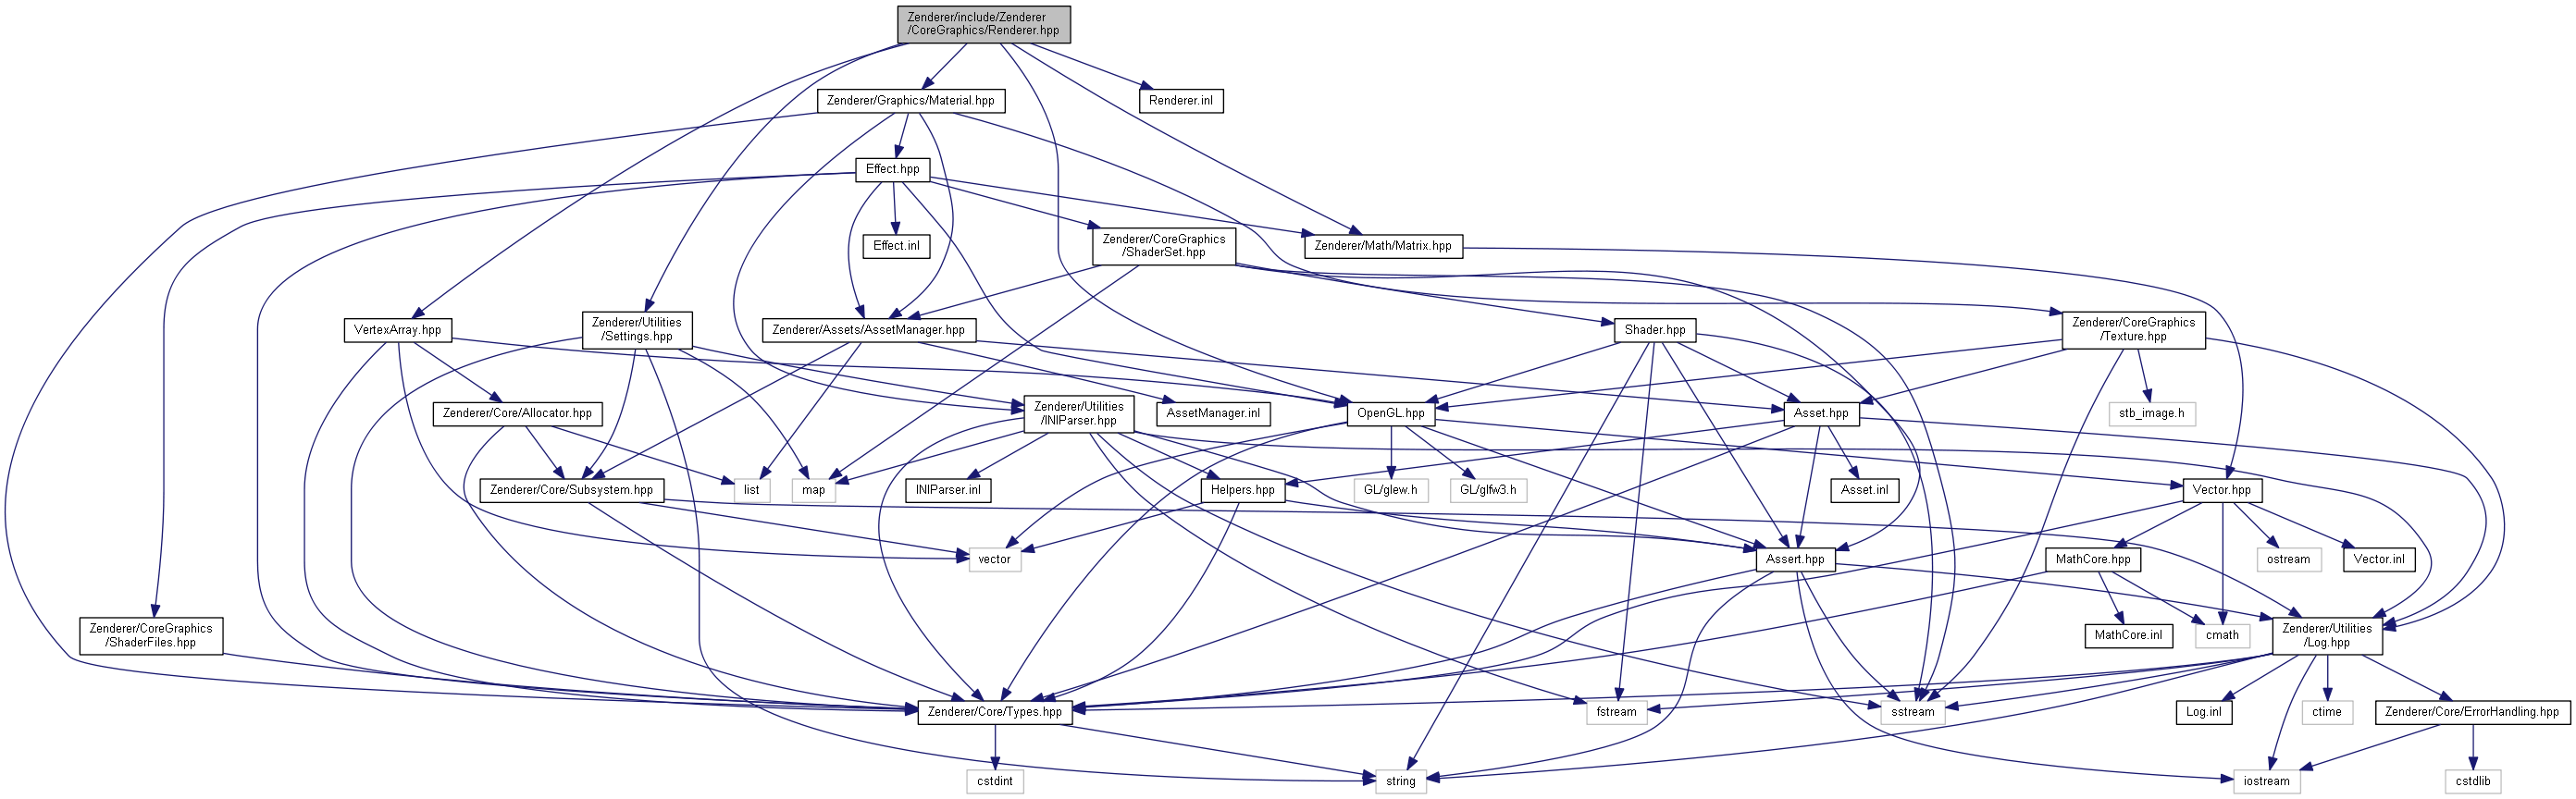 Zenderer/include/Zenderer
/CoreGraphics/Renderer.hpp
Zenderer/Graphics/Material.hpp
Renderer.inl
Effect.hpp
Effect.inl
Zenderer/CoreGraphics
/ShaderSet.hpp
Zenderer/Math/Matrix.hpp
VertexArray.hpp
Zenderer/Utilities
/Settings.hpp
Zenderer/Assets/AssetManager.hpp
Shader.hpp
Zenderer/CoreGraphics
/Texture.hpp
Zenderer/Core/Allocator.hpp
Zenderer/Utilities
/INIParser.hpp
AssetManager.inl
OpenGL.hpp
Asset.hpp
stb_image.h
Zenderer/Core/Subsystem.hpp
list
map
INIParser.inl
Helpers.hpp
GL/glew.h
GL/glfw3.h
Asset.inl
Vector.hpp
vector
Assert.hpp
MathCore.hpp
ostream
Vector.inl
Zenderer/CoreGraphics
/ShaderFiles.hpp
MathCore.inl
cmath
Zenderer/Utilities
/Log.hpp
Zenderer/Core/Types.hpp
fstream
sstream
Log.inl
ctime
Zenderer/Core/ErrorHandling.hpp
cstdint
string
iostream
cstdlib